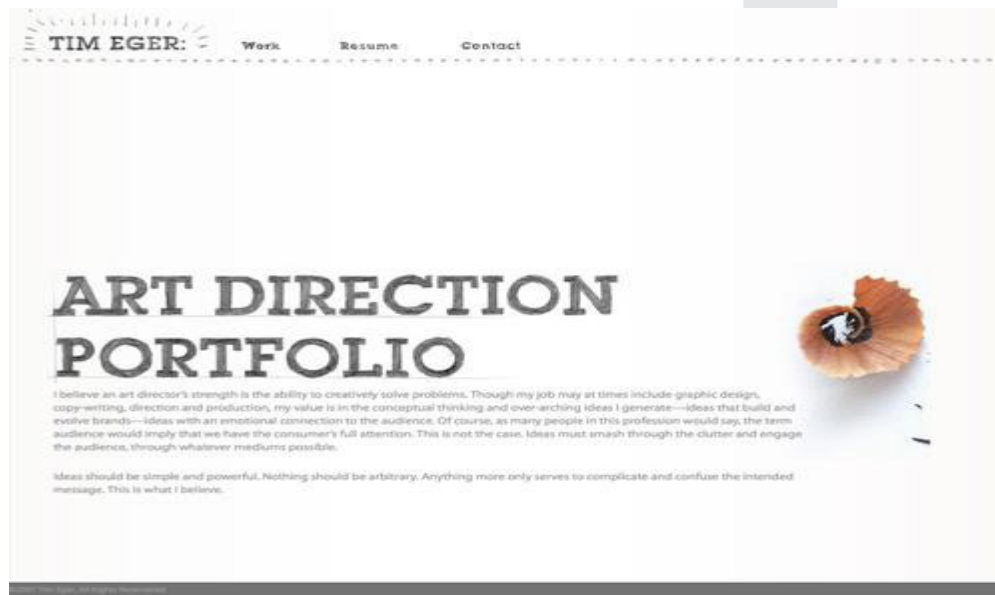 TIM EGER:
Work Resume Contact
ART DIRECTION
PORTFOLIO
I believe an art director's strength is the ability to creatively solve problems. Though my job may at times include graphic design,
copy-writing, direction and production, my value is in the conceptual thinking and over-arching ideas I generate—ideas that build and
evolve brands—ideas with an emotional connection to the audience. Of course, as many people in this profession would say, the term
audience would imply that we have the consumer's full attention. This is not the case. Ideas must smash through the clutter and engage
the audience, through whatever mediums possible.
Ideas should be simple and powerful. Nothing should be arbitrary. Anything more only serves to complicate and confuse the intended
message. This is what I believe.
Tim Eger, All Rights